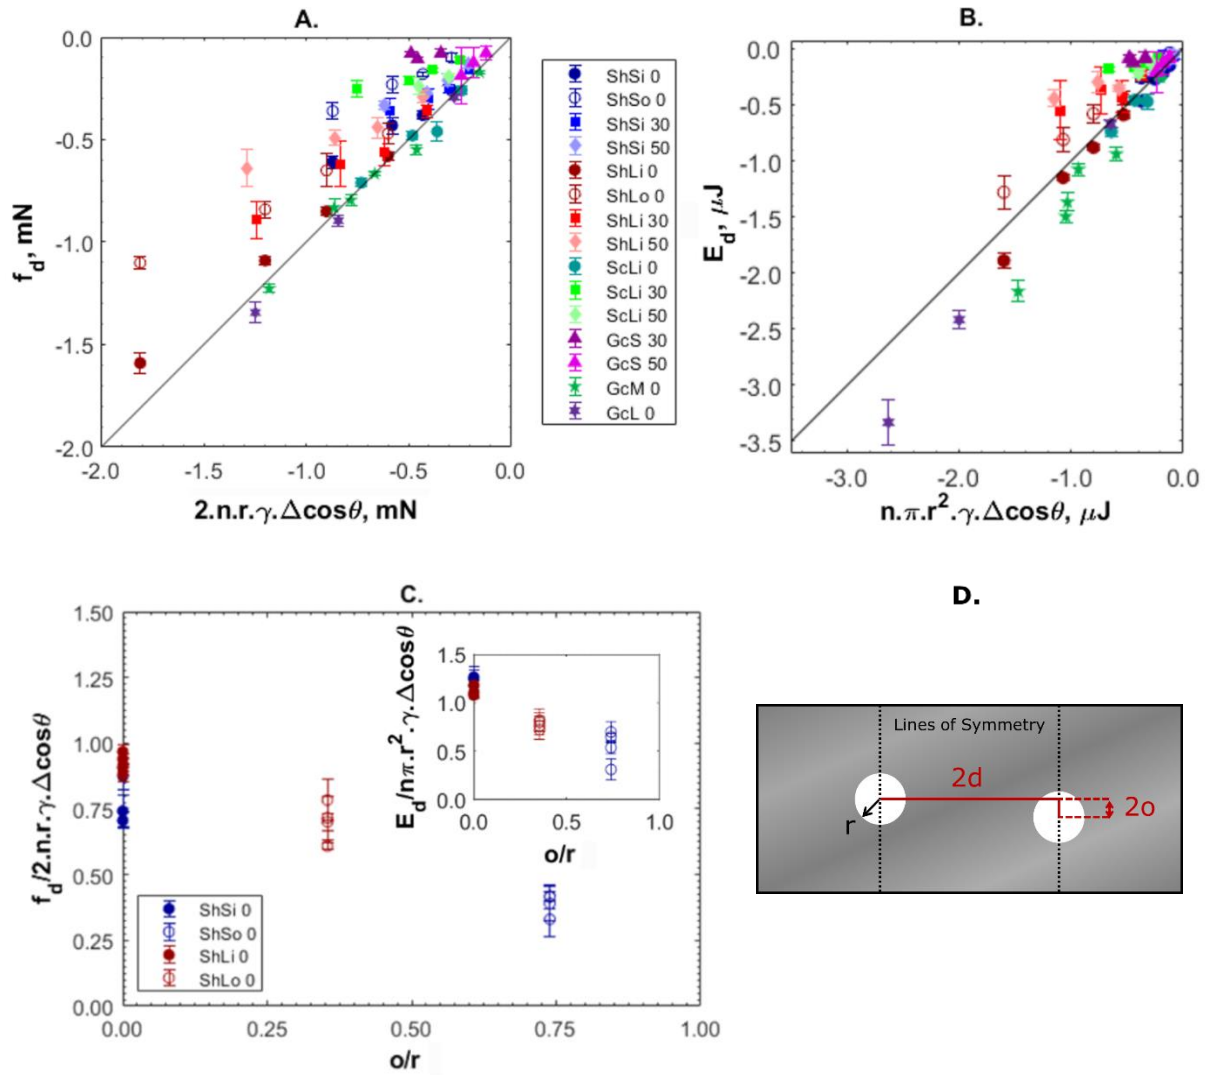 A.
0.0
-0.5
-1.0
-1.5
-2.0
-2.0 -1.5 -1.0 -0.5 0.0
f_d, mN
2.n.r.γ.Δcosθ, mN
ShSi 0
ShSo 0
ShSi 30
ShSi 50
ShLi 0
ShLo 0
ShLi 30
ShLi 50
ScLi 0
ScLi 30
ScLi 50
GcS 30
GcS 50
GcM 0
GcL 0
B.
0.0
-0.5
-1.0
-1.5
-2.0
-2.5
-3.0
-3.5
-3.0 -2.0 -1.0 0.0
E_d, μJ
n.π.r².γ.Δcosθ, μJ
C.
1.50
1.25
1.00
0.75
0.50
0.25
0.00
0.00 0.25 0.50 0.75 1.00
f_d/2.n.r.γ.Δcosθ
o/r
ShSi 0
ShSo 0
ShLi 0
ShLo 0
1.5
1.0
0.5
0.0
0.0 0.5 1.0
E_d/nπ.r².γ.Δcosθ
o/r
D.
Lines of Symmetry
2d
r
2o